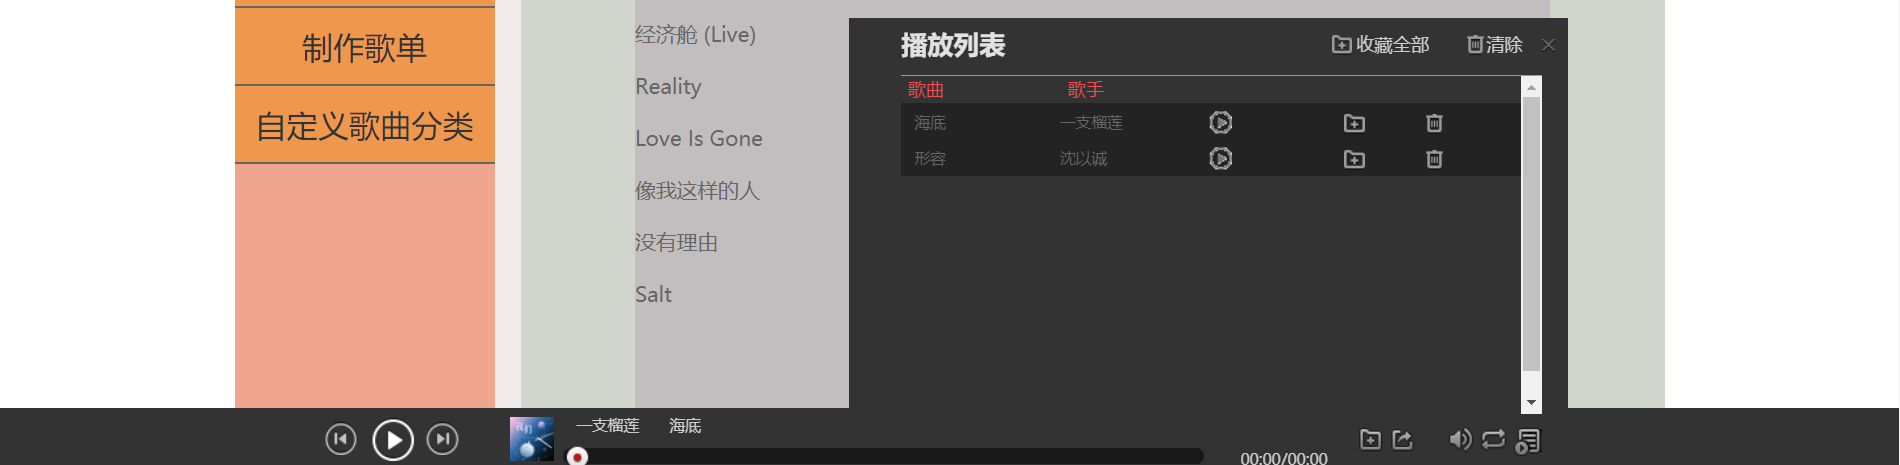 制作歌单
自定义歌曲分类
经济舱 (Live)
Reality
Love Is Gone
像我这样的人
没有理由
Salt
播放列表
收藏全部
清除
歌曲 歌手
海底 一支榴莲
形容 沈以诚
一支榴莲 海底
00:00/00:00